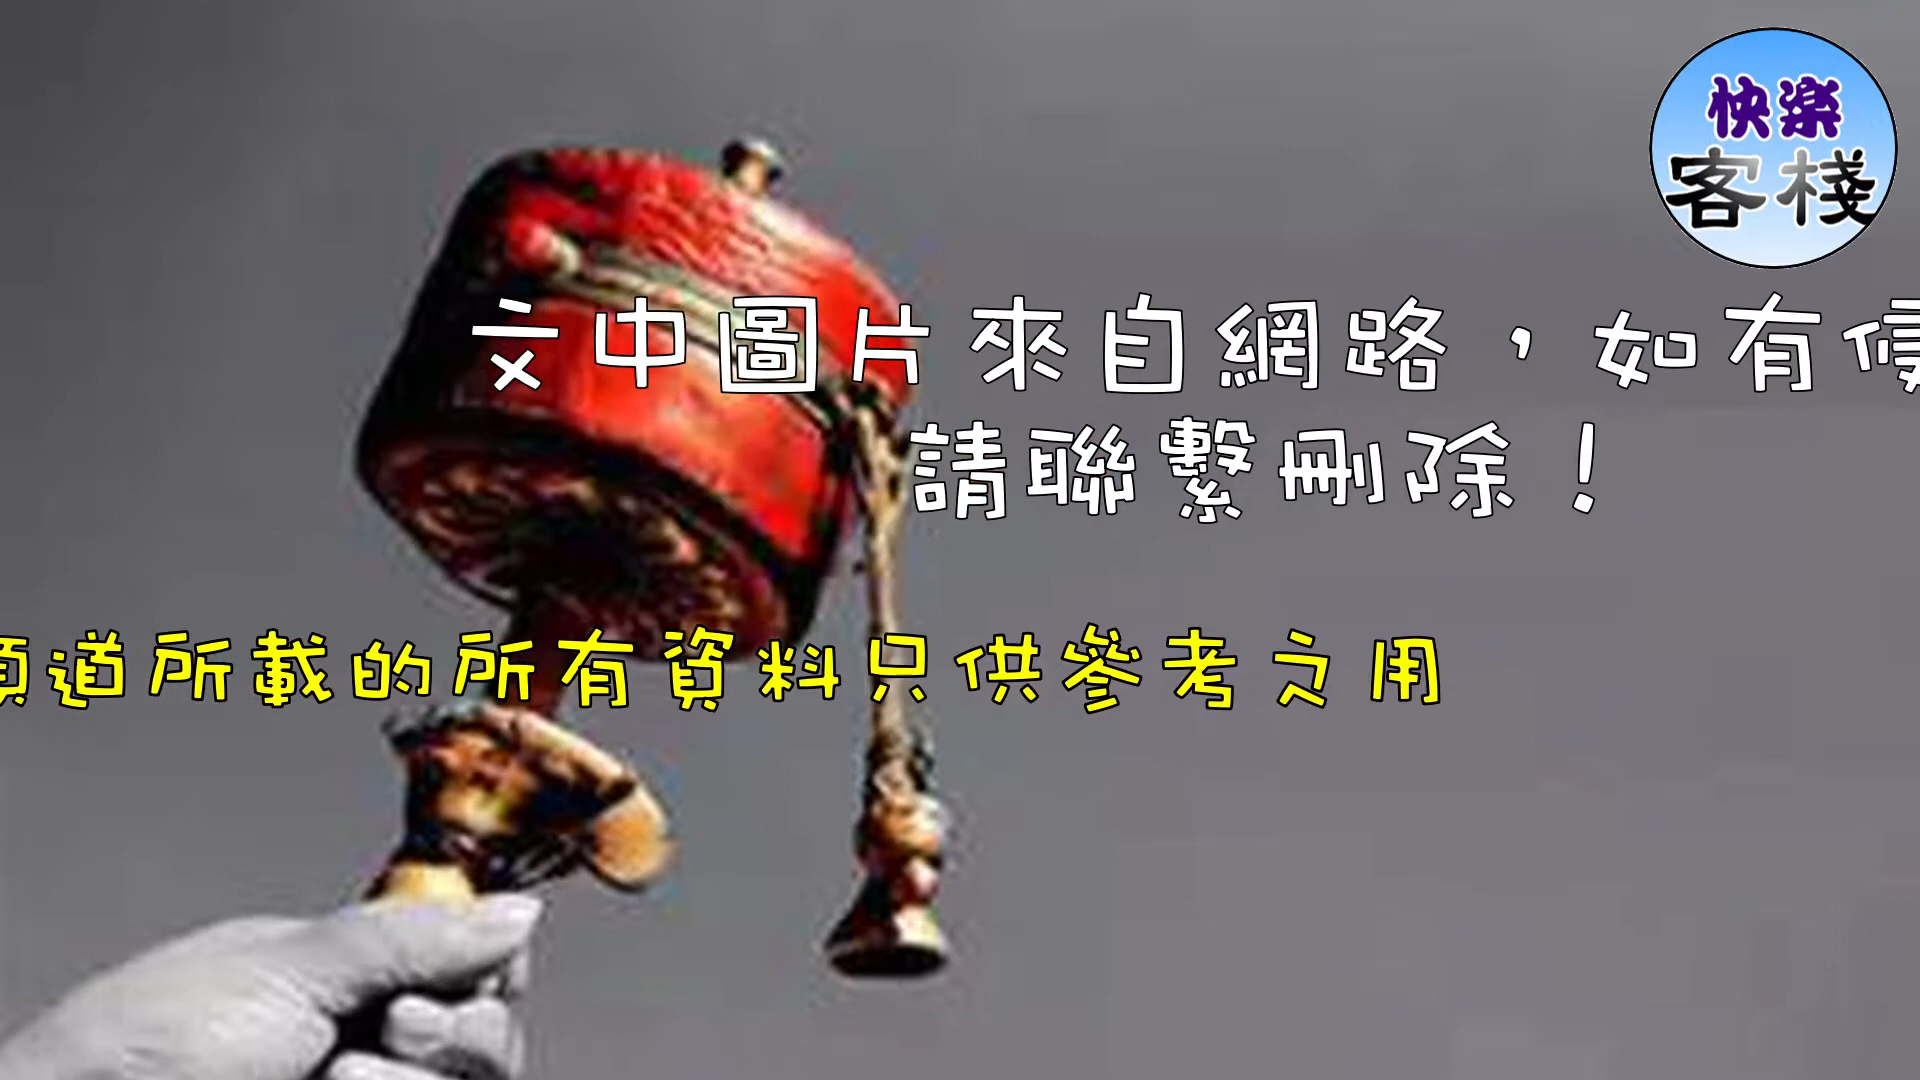 快樂
客棧
文中圖片來自網路，如有侵
請聯繫刪除！
道所載的所有資料只供參考之用